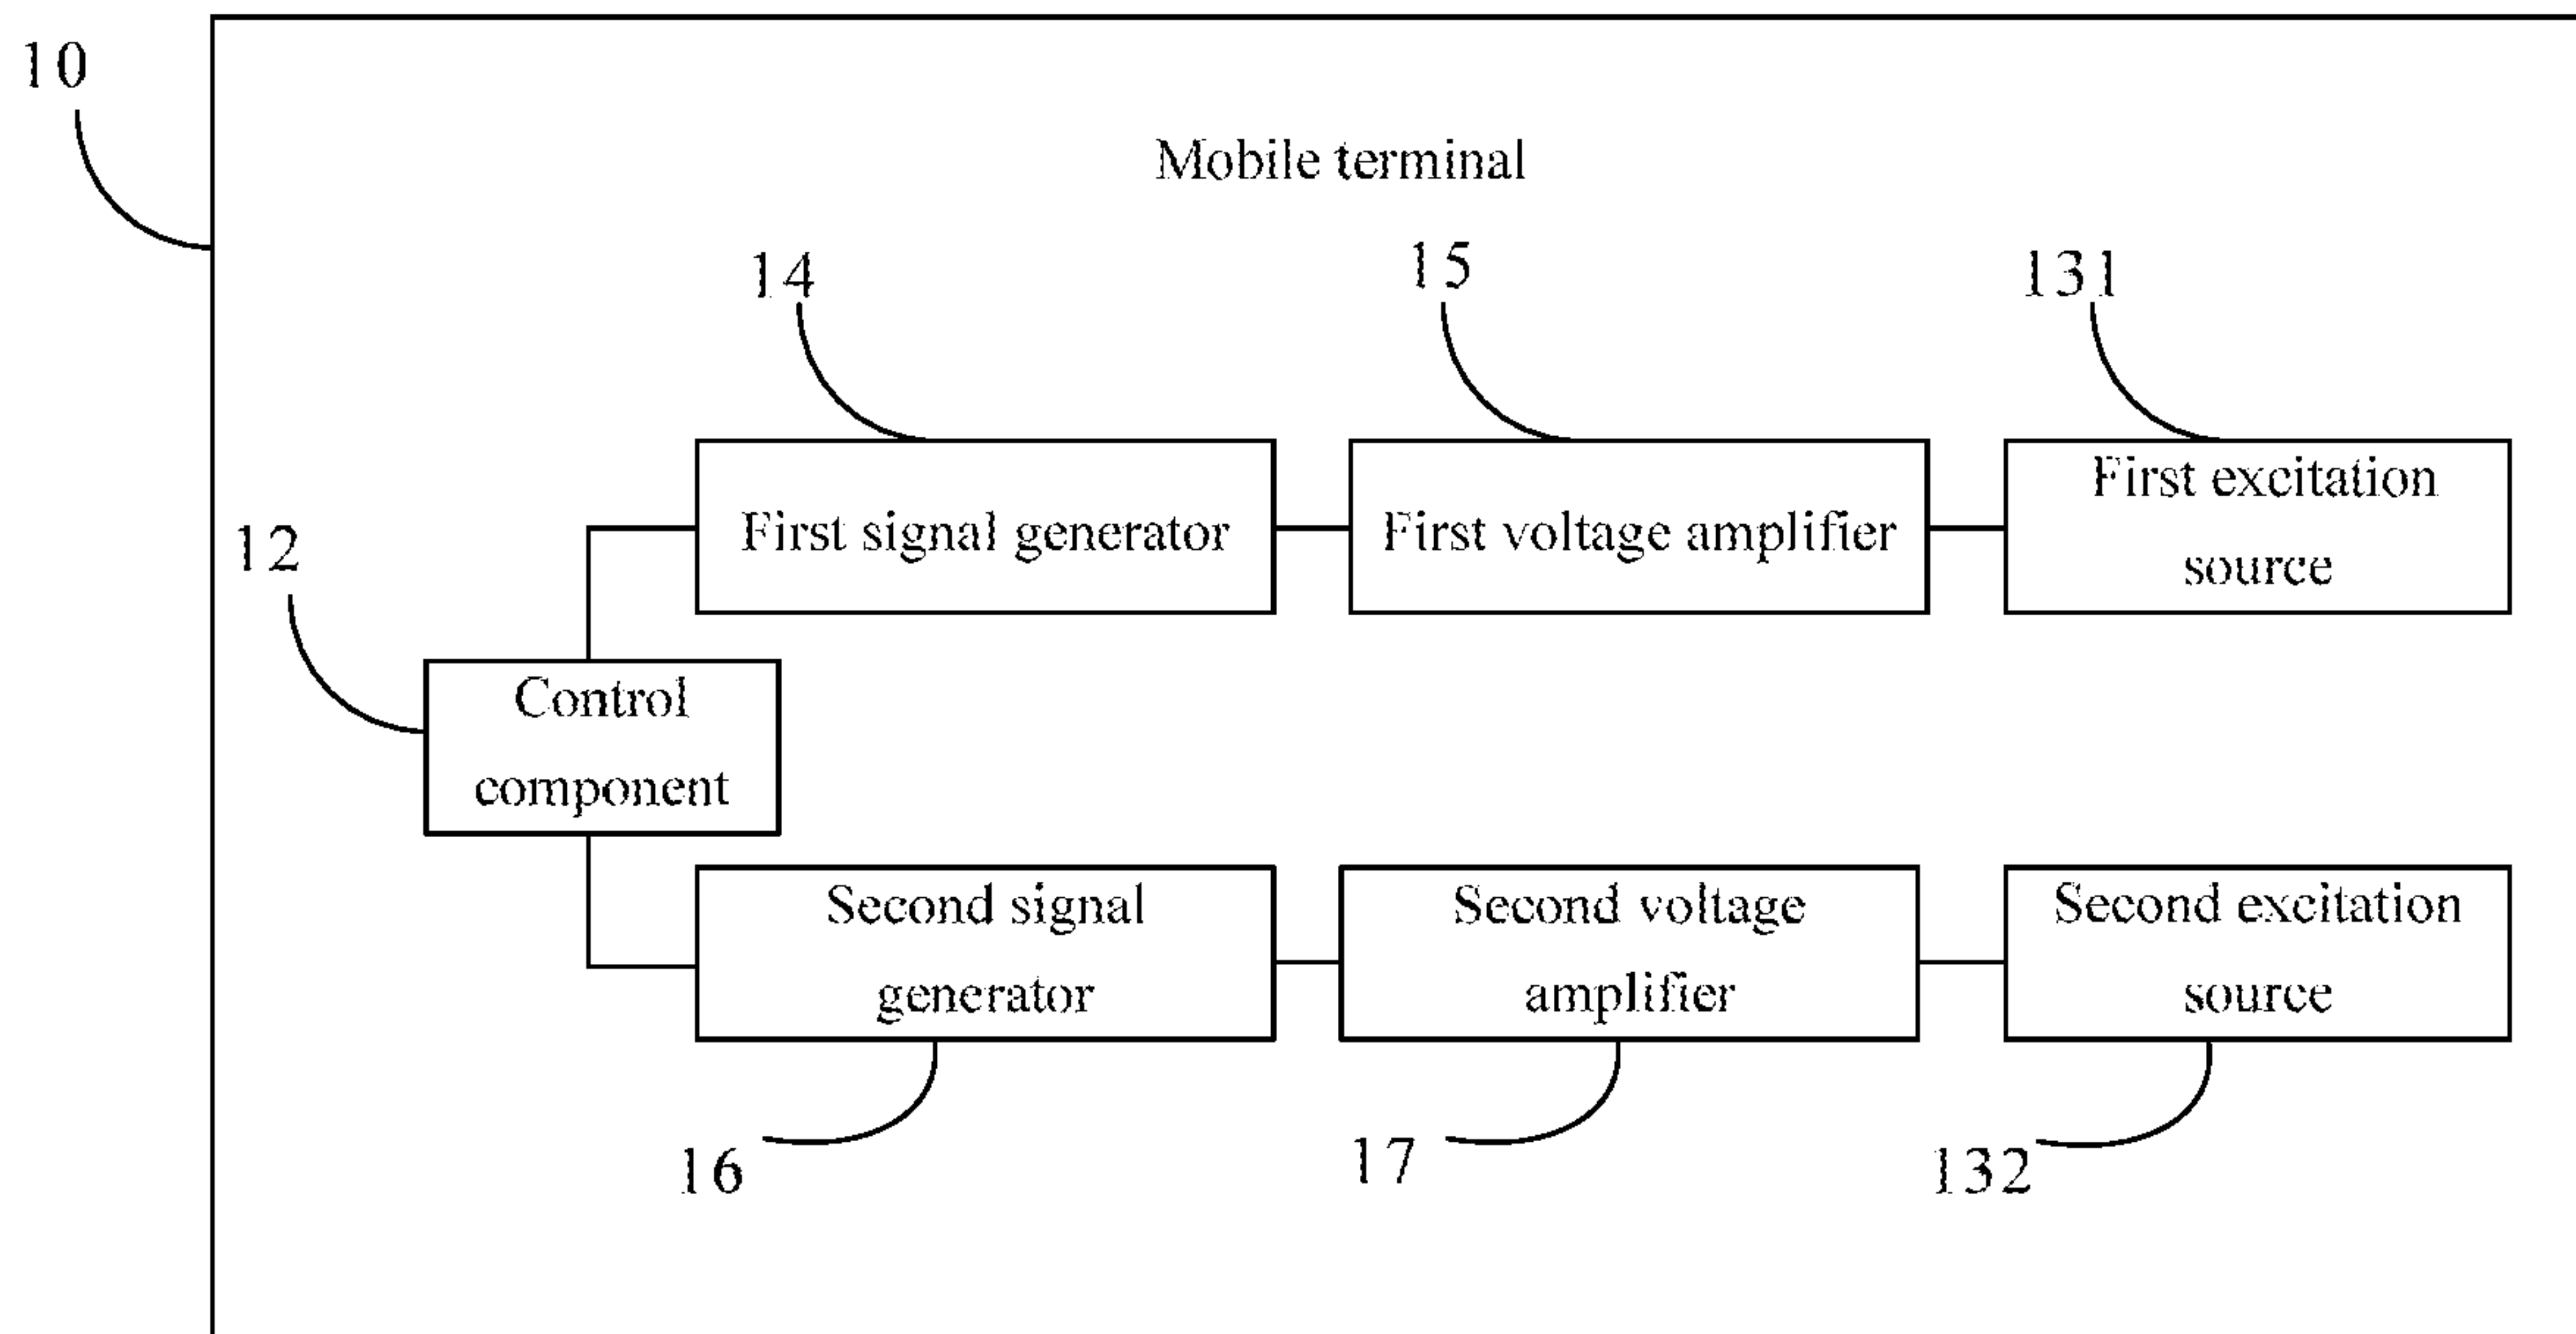 10
Mobile terminal
14
15
131
First signal generator
First voltage amplifier
First excitation
source
12
Control
component
Second signal
generator
Second voltage
amplifier
Second excitation
source
16
17
132